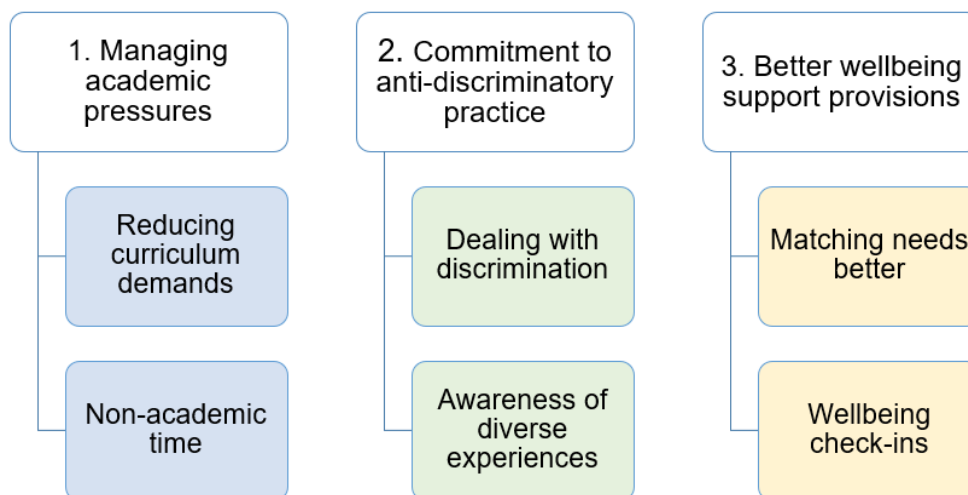 1. Managing
academic
pressures
Reducing
curriculum
demands
Non-academic
time
2. Commitment to
anti-discriminatory
practice
Dealing with
discrimination
Awareness of
diverse
experiences
3. Better wellbeing
support provisions
Matching needs
better
Wellbeing
check-ins